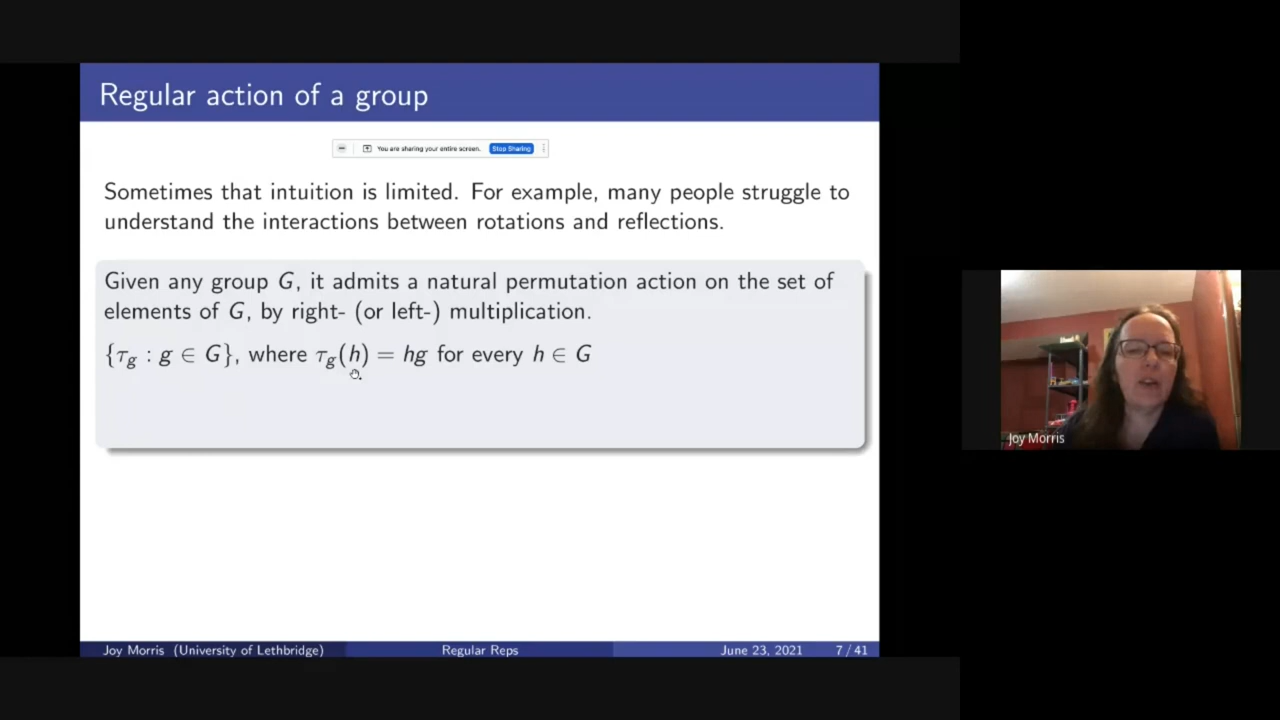 Regular action of a group
You are sharing your entire screen. Stop Sharing
Sometimes that intuition is limited. For example, many people struggle to
understand the interactions between rotations and reflections.
Given any group G, it admits a natural permutation action on the set of
elements of G, by right- (or left-) multiplication.
{τ_g : g ∈ G}, where τ_g(h) = hg for every h ∈ G
Joy Morris
Joy Morris (University of Lethbridge) Regular Reps June 23, 2021 7 / 41